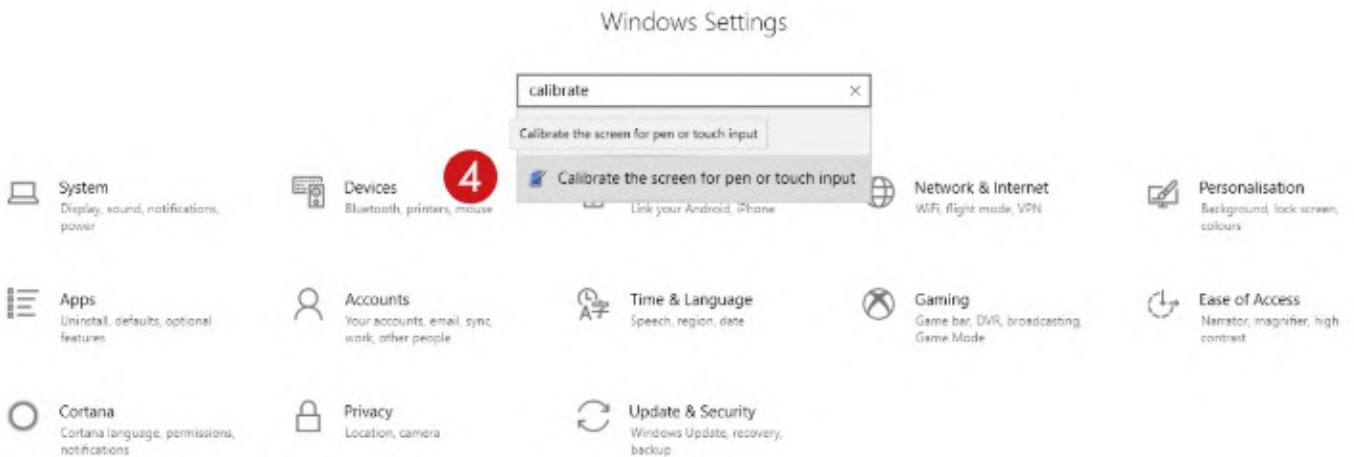 Windows Settings
calibrate
Calibrate the screen for pen or touch input
4
Calibrate the screen for pen or touch input
System
Display, sound, notifications,
power
Devices
Bluetooth, printers, mouse
Link your Android, iPhone
Network & Internet
WiFi, flight mode, VPN
Personalisation
Background, lock screen,
colours
Apps
Uninstall, defaults, optional
features
Accounts
Your accounts, email, sync,
work, other people
Time & Language
Speech, region, date
Gaming
Game bar, DVR, broadcasting,
Game Mode
Ease of Access
Narrator, magnifier, high
contrast
Cortana
Cortana language, permissions,
notifications
Privacy
Location, camera
Update & Security
Windows Update, recovery,
backup